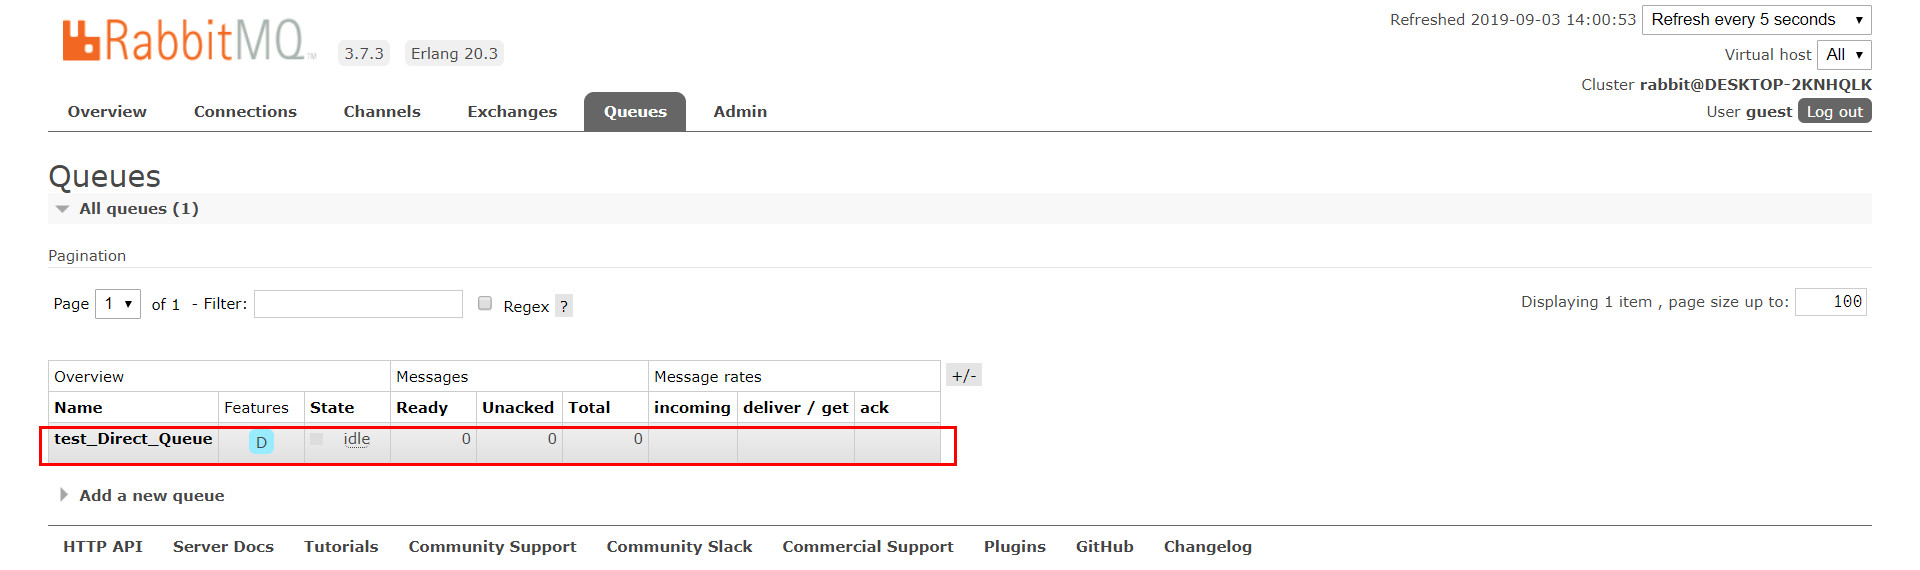 RabbitMQ TM 3.7.3 Erlang 20.3
Refreshed 2019-09-03 14:00:53 Refresh every 5 seconds
Virtual host All
Cluster rabbit@DESKTOP-2KNHQLK
User guest Log out
Overview Connections Channels Exchanges Queues Admin
Queues
All queues (1)
Pagination
Page 1 of 1 - Filter: Regex ? Displaying 1 item , page size up to: 100
Overview Messages Message rates +/-
Name Features State Ready Unacked Total incoming deliver / get ack
test_Direct_Queue D idle 0 0 0
Add a new queue
HTTP API Server Docs Tutorials Community Support Community Slack Commercial Support Plugins GitHub Changelog